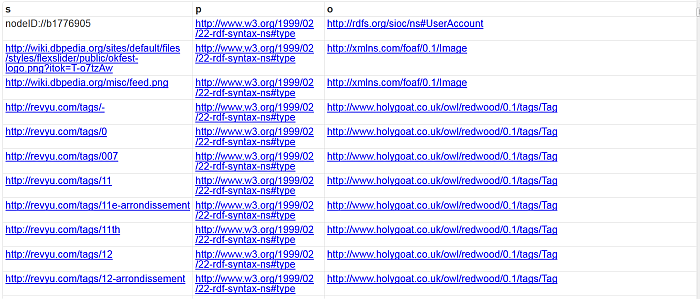 s p o
nodeID://b1776905 http://www.w3.org/1999/02 http://rdfs.org/sioc/ns#UserAccount
/22-rdf-syntax-ns#type
http://wiki.dbpedia.org/sites/default/files http://www.w3.org/1999/02 http://xmlns.com/foaf/0.1/Image
/styles/flexslider/public/okfest- /22-rdf-syntax-ns#type
logo.png?itok=T-o7tzAw
http://wiki.dbpedia.org/misc/feed.png http://www.w3.org/1999/02 http://xmlns.com/foaf/0.1/Image
/22-rdf-syntax-ns#type
http://revyu.com/tags/- http://www.w3.org/1999/02 http://www.holygoat.co.uk/owl/redwood/0.1/tags/Tag
/22-rdf-syntax-ns#type
http://revyu.com/tags/0 http://www.w3.org/1999/02 http://www.holygoat.co.uk/owl/redwood/0.1/tags/Tag
/22-rdf-syntax-ns#type
http://revyu.com/tags/007 http://www.w3.org/1999/02 http://www.holygoat.co.uk/owl/redwood/0.1/tags/Tag
/22-rdf-syntax-ns#type
http://revyu.com/tags/11 http://www.w3.org/1999/02 http://www.holygoat.co.uk/owl/redwood/0.1/tags/Tag
/22-rdf-syntax-ns#type
http://revyu.com/tags/11e-arrondissement http://www.w3.org/1999/02 http://www.holygoat.co.uk/owl/redwood/0.1/tags/Tag
/22-rdf-syntax-ns#type
http://revyu.com/tags/11th http://www.w3.org/1999/02 http://www.holygoat.co.uk/owl/redwood/0.1/tags/Tag
/22-rdf-syntax-ns#type
http://revyu.com/tags/12 http://www.w3.org/1999/02 http://www.holygoat.co.uk/owl/redwood/0.1/tags/Tag
/22-rdf-syntax-ns#type
http://revyu.com/tags/12-arrondissement http://www.w3.org/1999/02 http://www.holygoat.co.uk/owl/redwood/0.1/tags/Tag
/22-rdf-syntax-ns#type